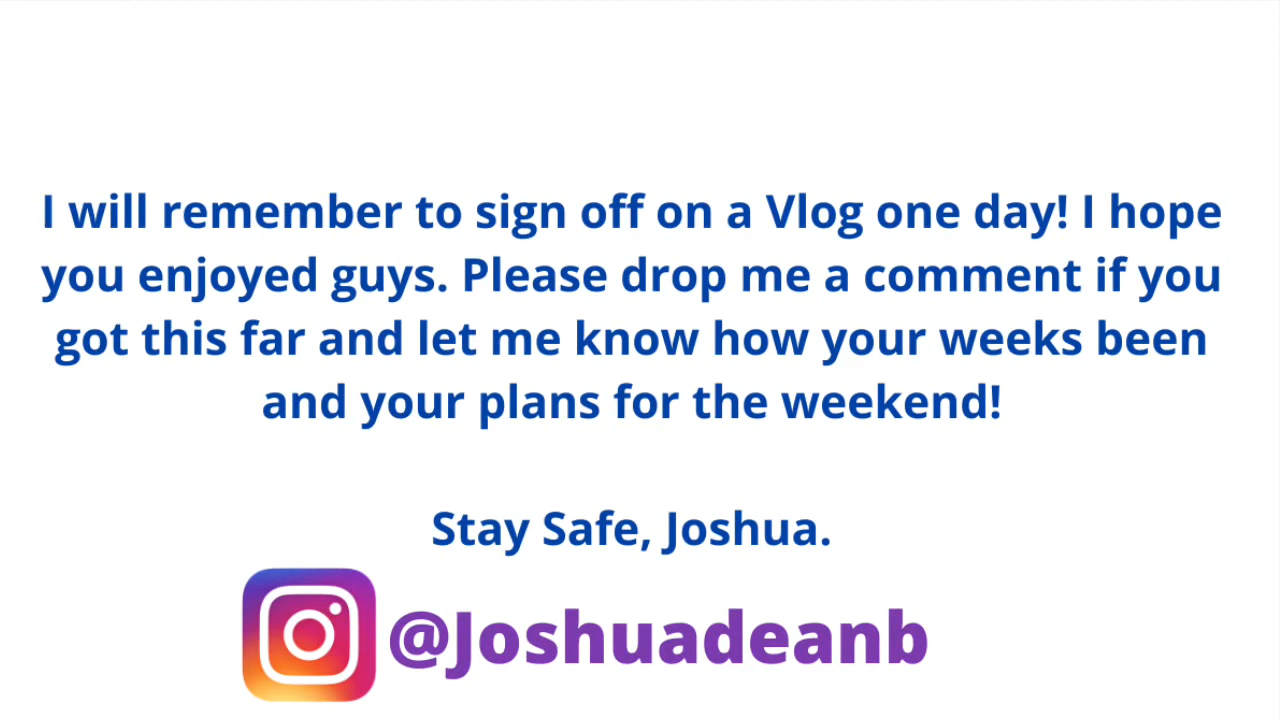 I will remember to sign off on a Vlog one day! I hope
you enjoyed guys. Please drop me a comment if you
got this far and let me know how your weeks been
and your plans for the weekend!
Stay Safe, Joshua.
@Joshuadeanb